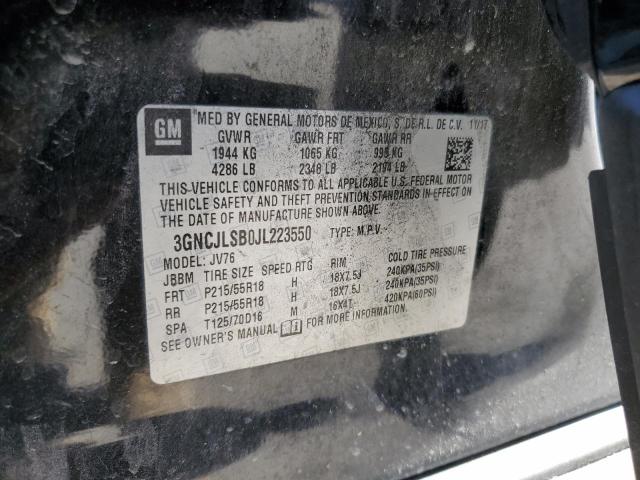 GM
MFD BY GENERAL MOTORS DE MEXICO, S. DE R.L. DE C.V. 11/17
GVWR GAWR FRT GAWR RR
1944 KG 1065 KG 995 KG
4286 LB 2348 LB 2194 LB
THIS VEHICLE CONFORMS TO ALL APPLICABLE U.S. FEDERAL MOTOR
VEHICLE SAFETY AND THEFT PREVENTION STANDARDS IN EFFECT ON
THE DATE OF MANUFACTURE SHOWN ABOVE.
3GNCJLSB0JL223550 TYPE: M.P.V.
MODEL: JV76
JBBM TIRE SIZE SPEED RTG RIM COLD TIRE PRESSURE
FRT P215/55R18 H 18X7.5J 240KPA(35PSI)
RR P215/55R18 H 18X7.5J 240KPA(35PSI)
SPA T125/70D16 M 16X4T 420KPA(60PSI)
SEE OWNER'S MANUAL FOR MORE INFORMATION.